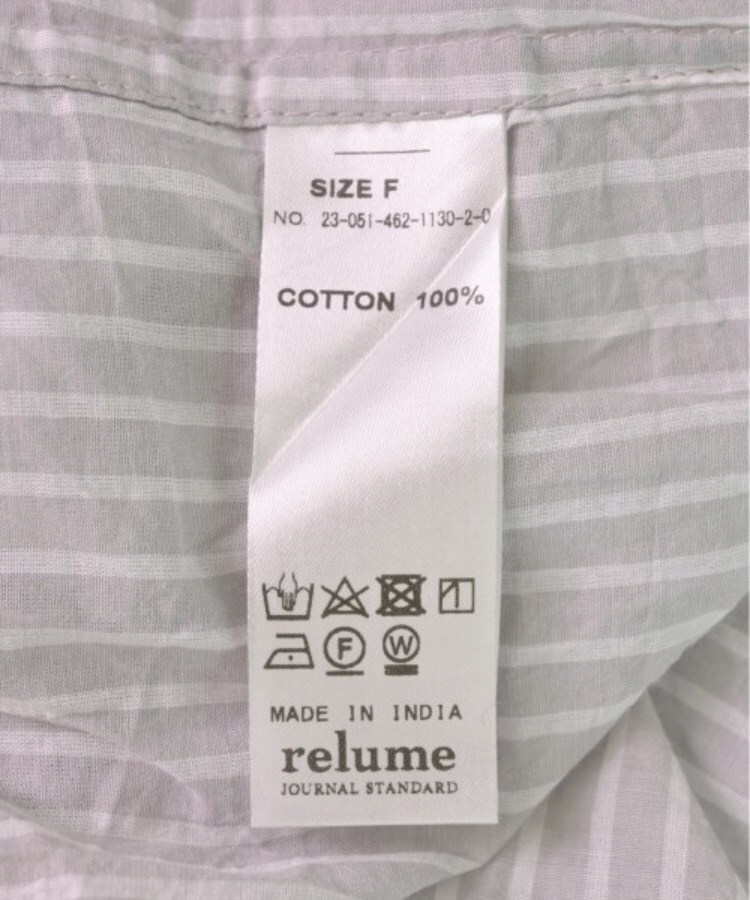 SIZE F
NO. 23-051-462-1130-2-0
COTTON 100%
F
W
MADE IN INDIA
relume
JOURNAL STANDARD